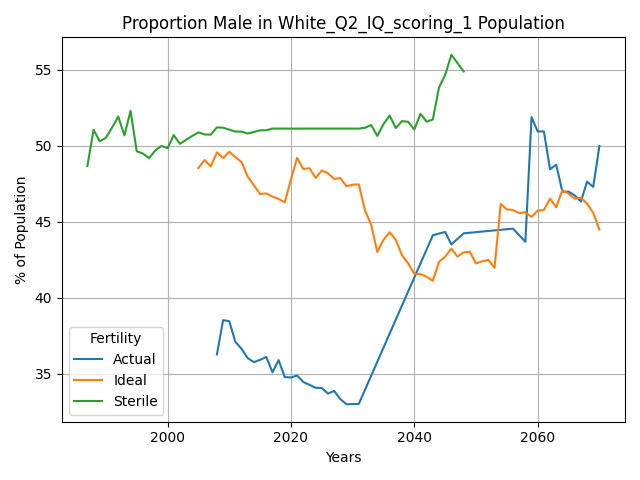 Proportion Male in White_Q2_IQ_scoring_1 Population
% of Population
55
50
45
40
35
Fertility
Actual
Ideal
Sterile
2000 2020 2040 2060
Years